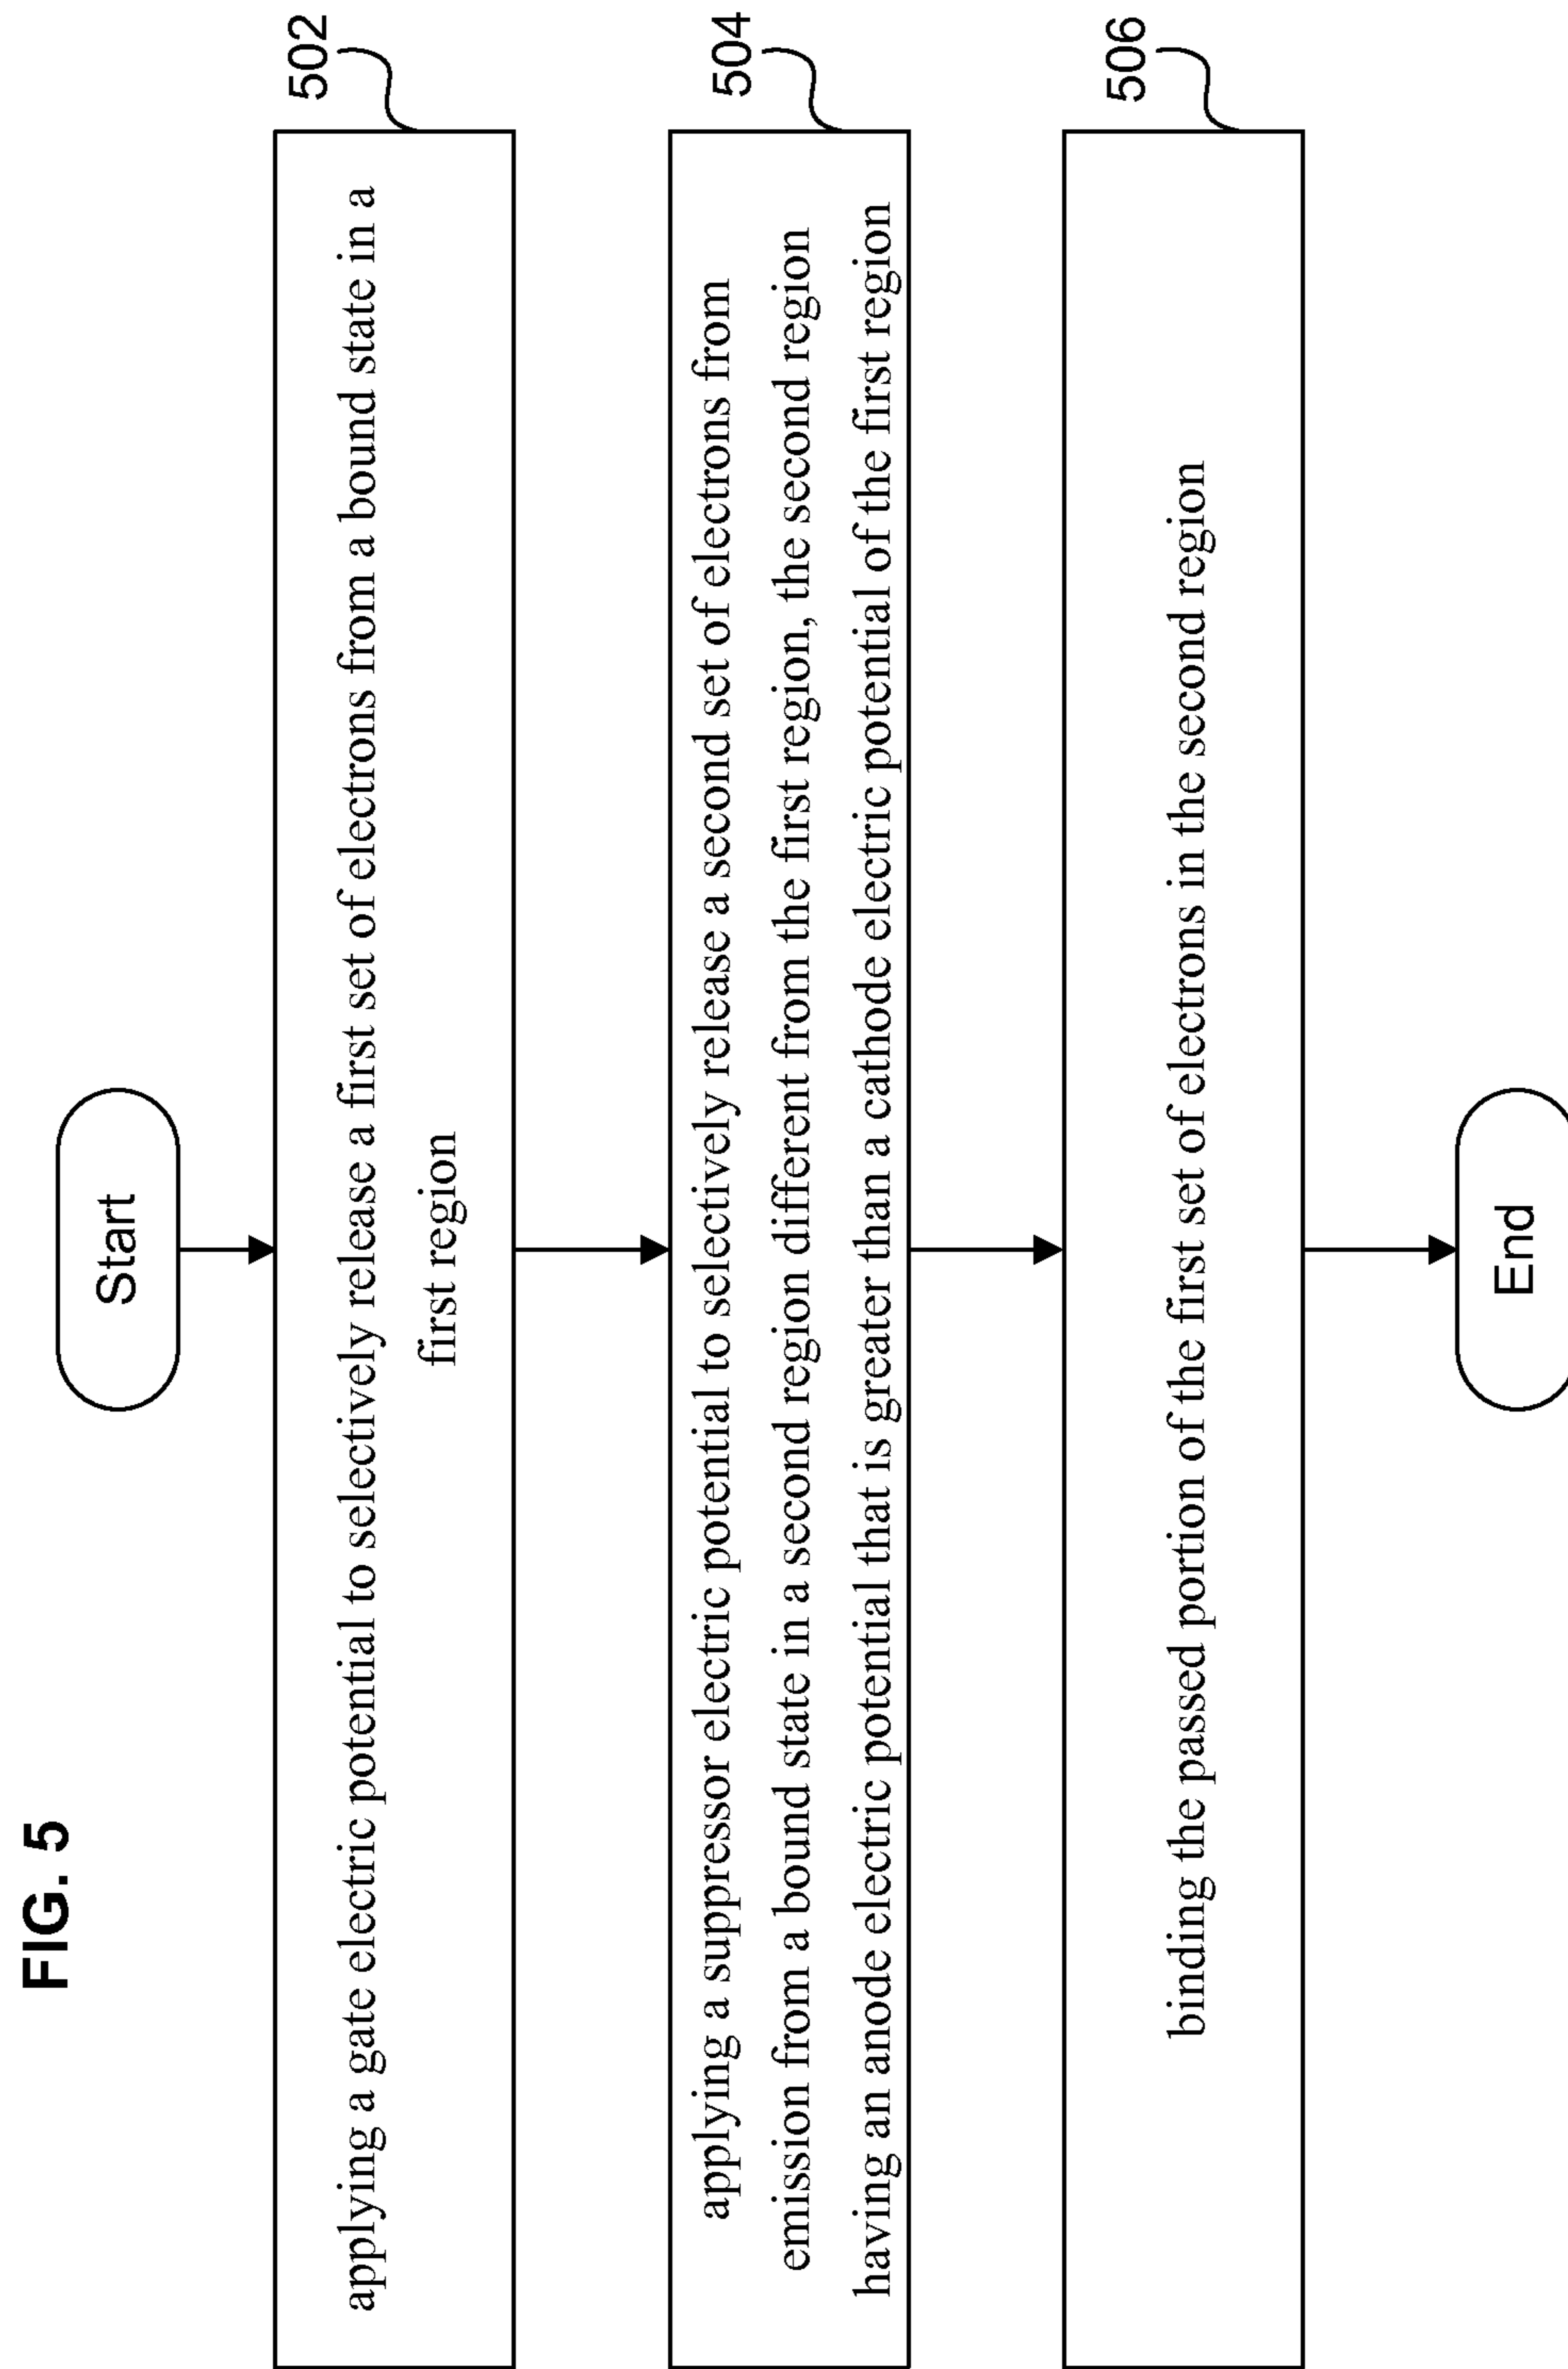 FIG. 5
Start
502
applying a gate electric potential to selectively release a first set of electrons from a bound state in a
first region
504
applying a suppressor electric potential to selectively release a second set of electrons from
emission from a bound state in a second region different from the first region, the second region
having an anode electric potential that is greater than a cathode electric potential of the first region
506
binding the passed portion of the first set of electrons in the second region
End